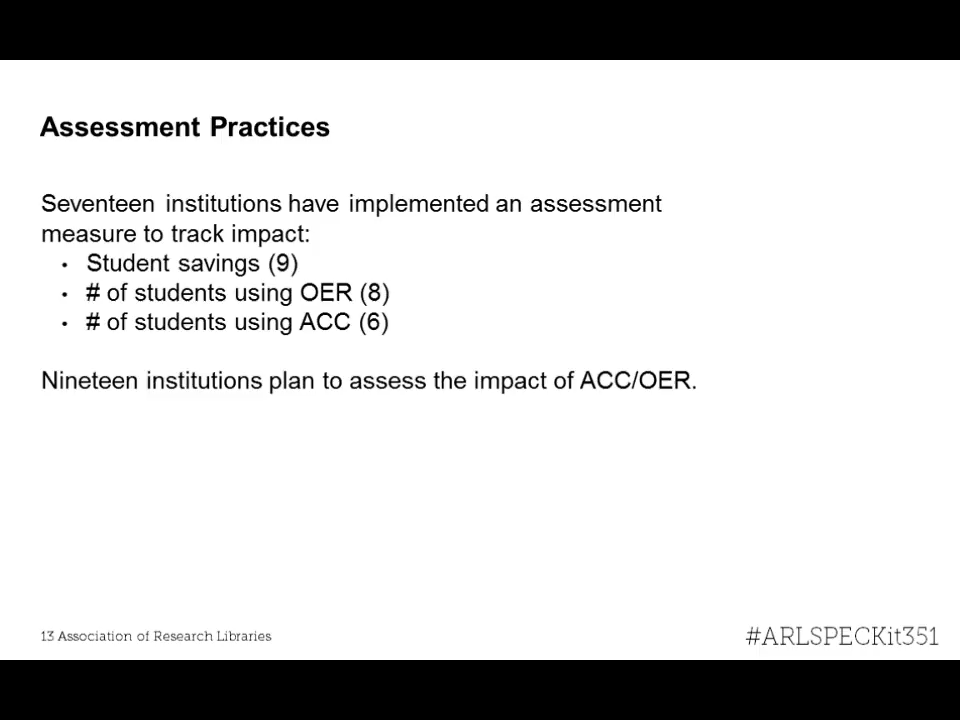 Assessment Practices
Seventeen institutions have implemented an assessment
measure to track impact:
• Student savings (9)
• # of students using OER (8)
• # of students using ACC (6)
Nineteen institutions plan to assess the impact of ACC/OER.
13 Association of Research Libraries
#ARLSPECKit351